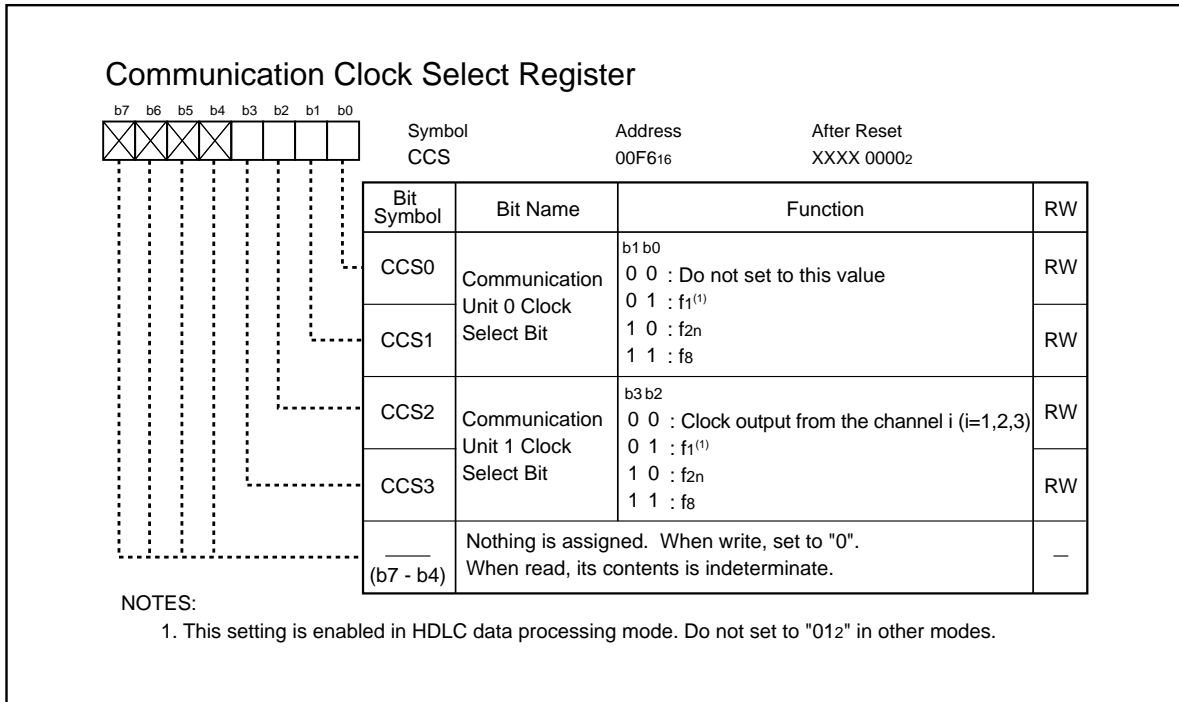 Communication Clock Select Register
b7 b6 b5 b4 b3 b2 b1 b0
Symbol Address After Reset
CCS 00F616 XXXX 00002
Bit Symbol Bit Name Function RW
b1 b0
CCS0 0 0 : Do not set to this value RW
Communication
Unit 0 Clock
Select Bit
0 1 : f1(1)
CCS1 1 0 : f2n RW
1 1 : f8
b3 b2
CCS2 0 0 : Clock output from the channel i (i=1,2,3) RW
Communication
Unit 1 Clock
Select Bit
0 1 : f1(1)
CCS3 1 0 : f2n RW
1 1 : f8
(b7 - b4)
Nothing is assigned. When write, set to "0".
When read, its contents is indeterminate.
NOTES:
1. This setting is enabled in HDLC data processing mode. Do not set to "012" in other modes.